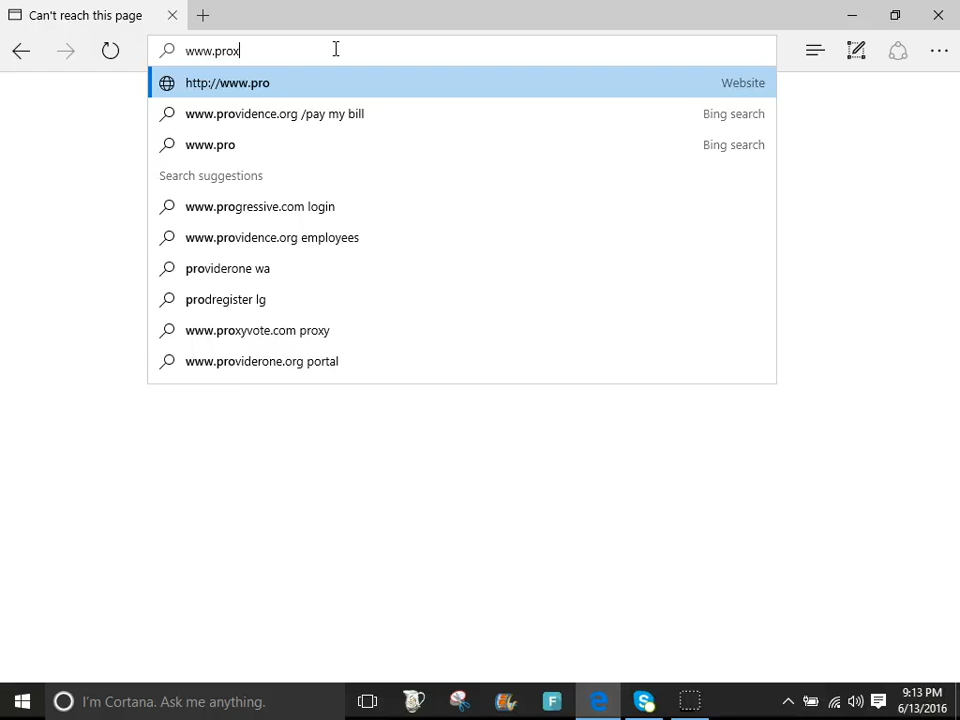 Can't reach this page
www.prox
http://www.pro Website
www.providence.org /pay my bill Bing search
www.pro Bing search
Search suggestions
www.progressive.com login
www.providence.org employees
providerone wa
prodregister lg
www.proxyvote.com proxy
www.providerone.org portal
I'm Cortana. Ask me anything.
F
9:13 PM
6/13/2016